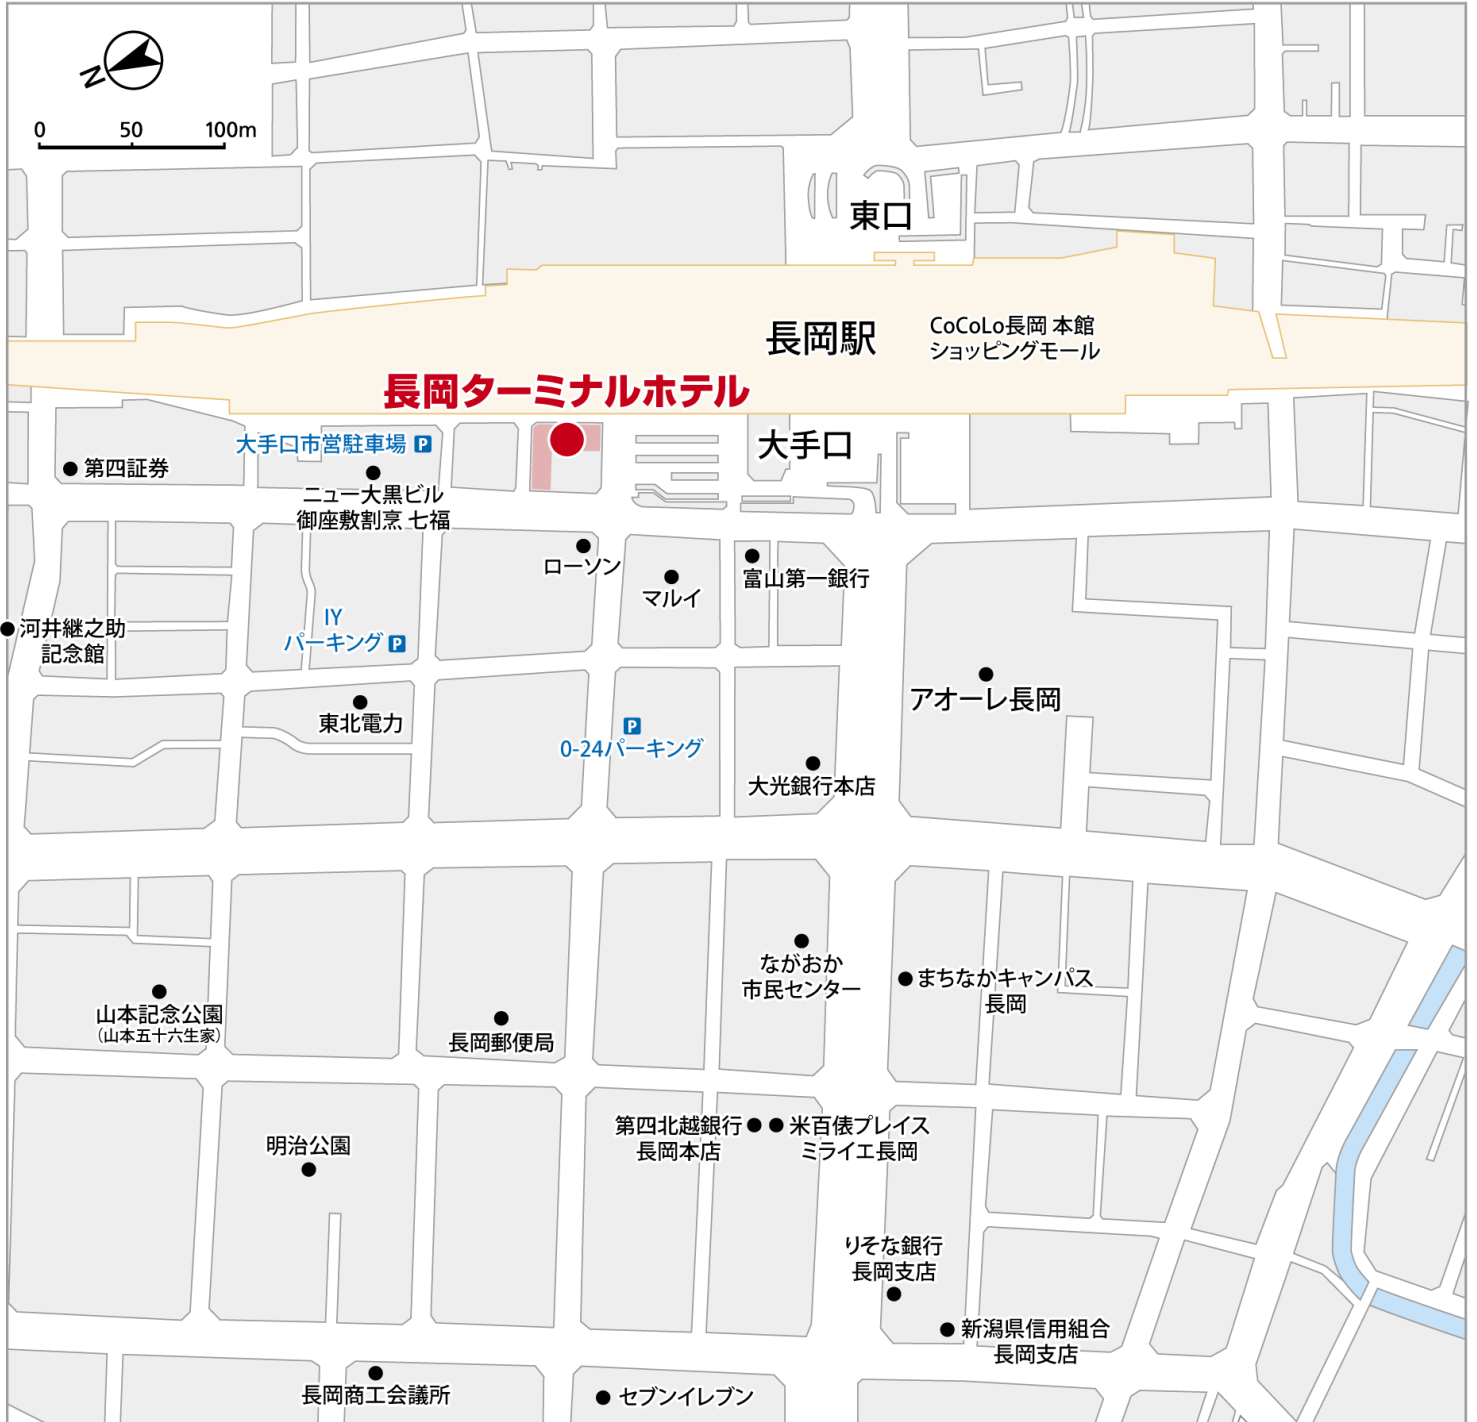 N
0 50 100m
東口
長岡駅
CoCoLo長岡 本館
ショッピングモール
長岡ターミナルホテル
大手口市営駐車場 P
大手口
第四証券
ニュー大黒ビル
御座敷割烹 七福
ローソン
マルイ
富山第一銀行
IY
パーキング P
河井継之助
記念館
東北電力
P
0-24パーキング
アオーレ長岡
大光銀行本店
ながおか
市民センター
まちなかキャンパス
長岡
山本記念公園
(山本五十六生家)
長岡郵便局
第四北越銀行
長岡本店
米百俵プレイス
ミライエ長岡
明治公園
りそな銀行
長岡支店
新潟県信用組合
長岡支店
長岡商工会議所
セブンイレブン